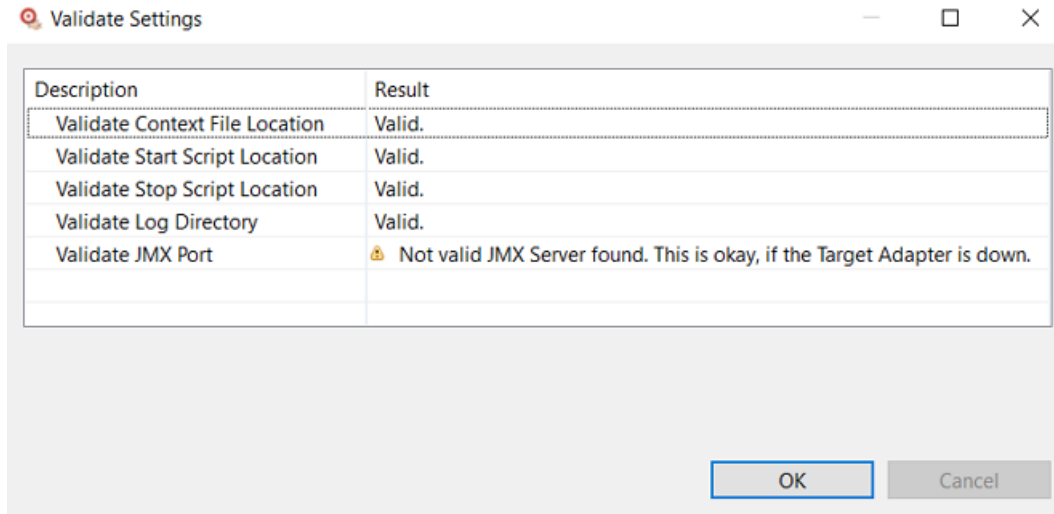 Validate Settings
Description Result
Validate Context File Location Valid.
Validate Start Script Location Valid.
Validate Stop Script Location Valid.
Validate Log Directory Valid.
Validate JMX Port Not valid JMX Server found. This is okay, if the Target Adapter is down.
OK Cancel